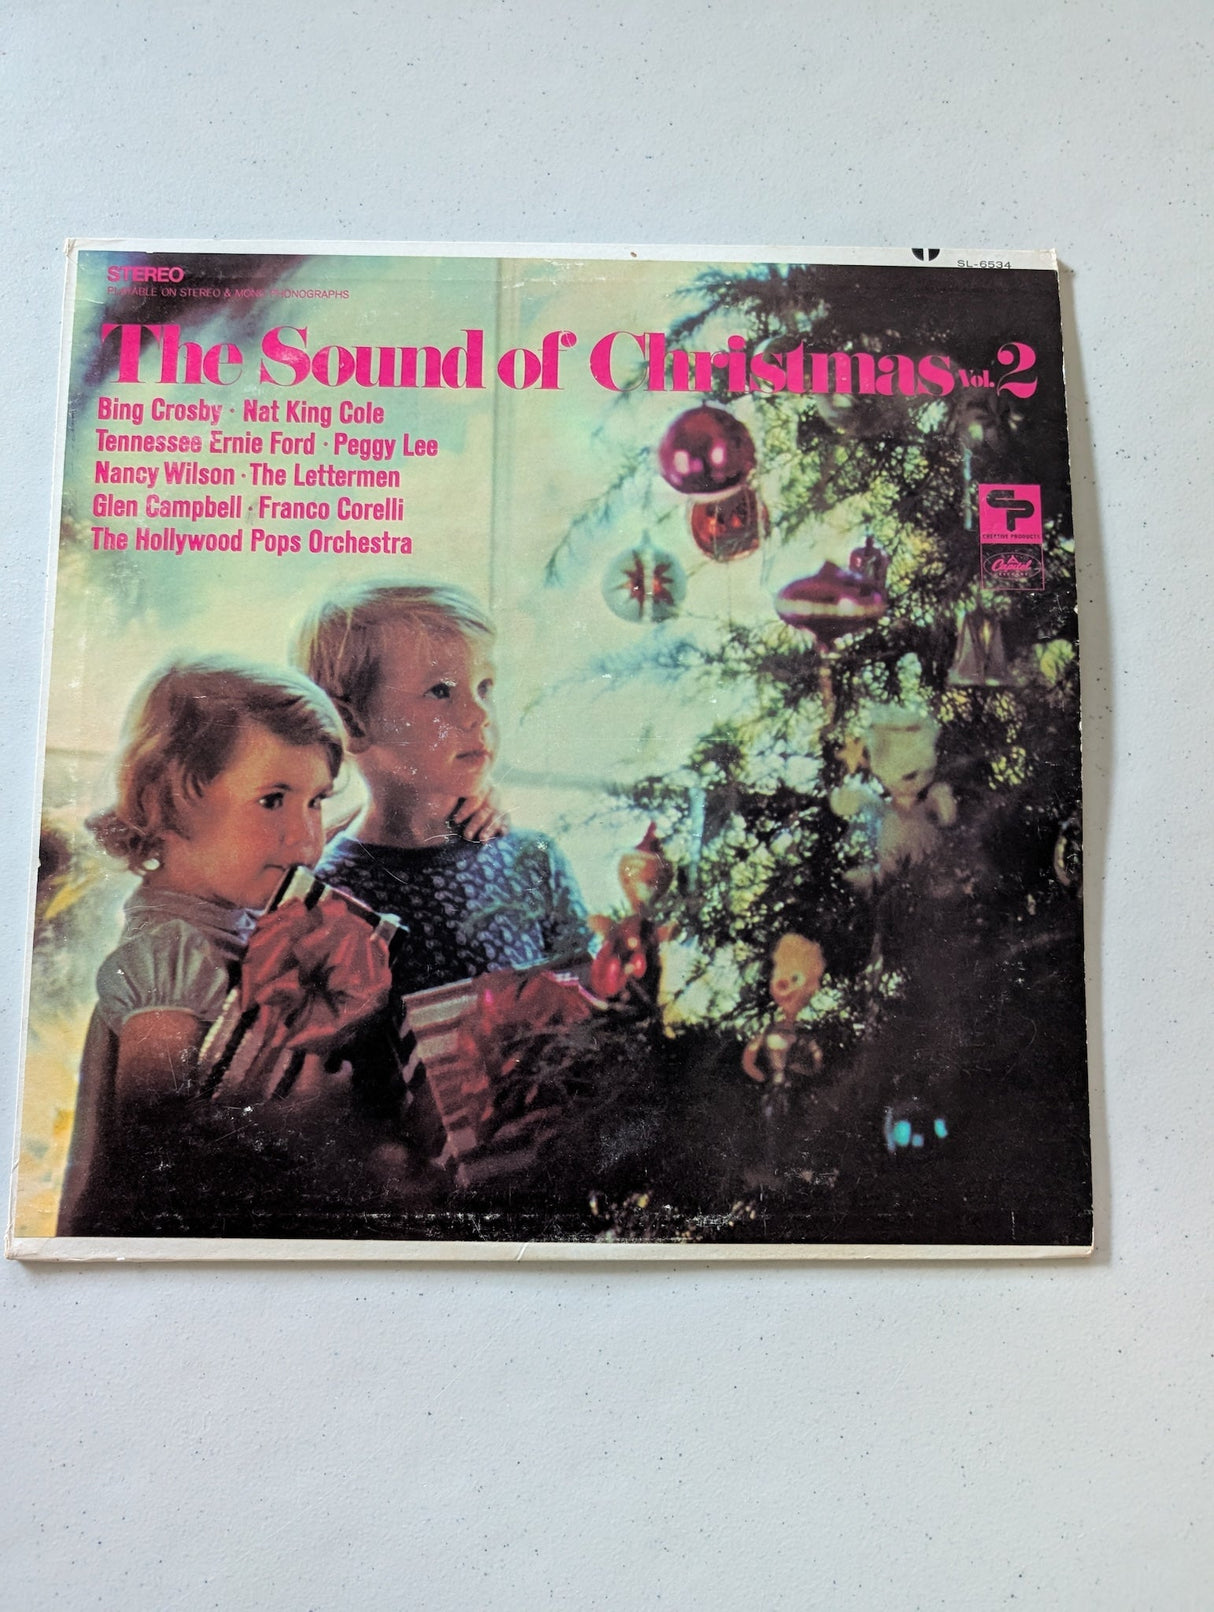 SL-6534
STEREO
PLAYABLE ON STEREO & MONO PHONOGRAPHS
The Sound of Christmas Vol. 2
Bing Crosby · Nat King Cole
Tennessee Ernie Ford · Peggy Lee
Nancy Wilson · The Lettermen
Glen Campbell · Franco Corelli
The Hollywood Pops Orchestra
CP
CREATIVE PRODUCTS
Capitol
RECORDS